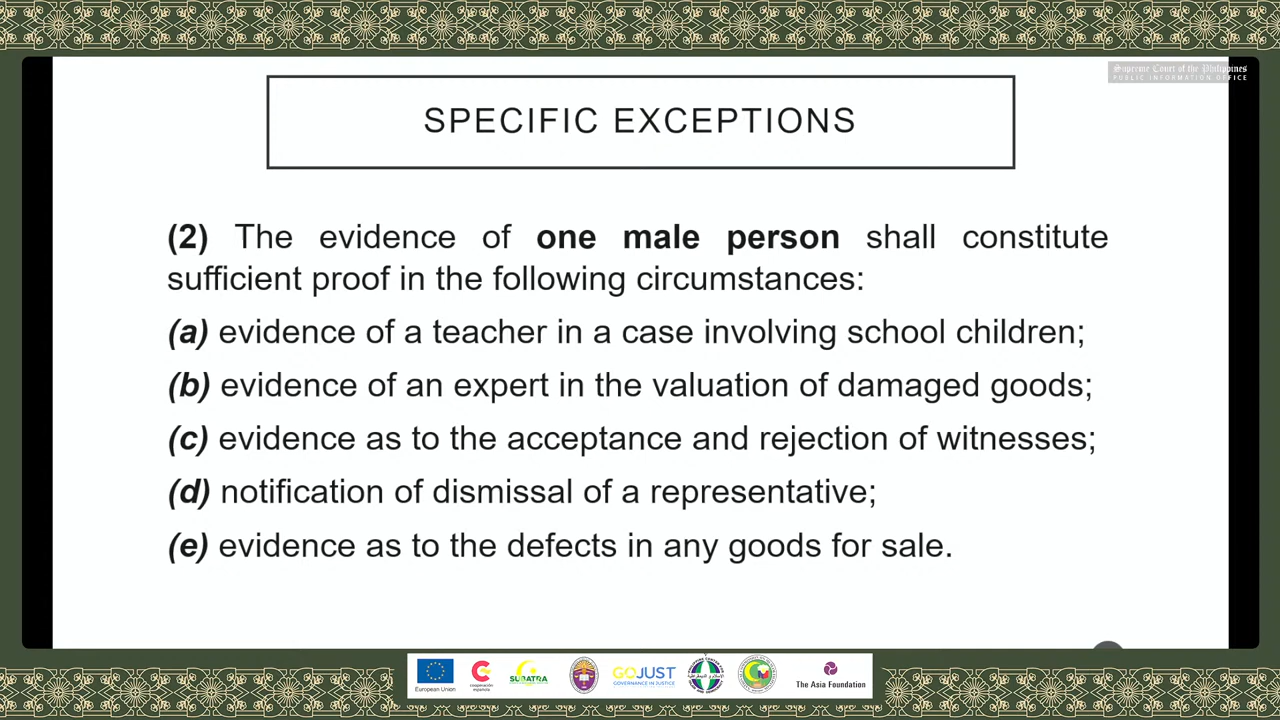 Supreme Court of the Philippines
PUBLIC INFORMATION OFFICE
SPECIFIC EXCEPTIONS
(2) The evidence of one male person shall constitute
sufficient proof in the following circumstances:
(a) evidence of a teacher in a case involving school children;
(b) evidence of an expert in the valuation of damaged goods;
(c) evidence as to the acceptance and rejection of witnesses;
(d) notification of dismissal of a representative;
(e) evidence as to the defects in any goods for sale.
European Union
cooperación
española
SUBATRA
GOJUST
GOVERNANCE IN JUSTICE
The Asia Foundation